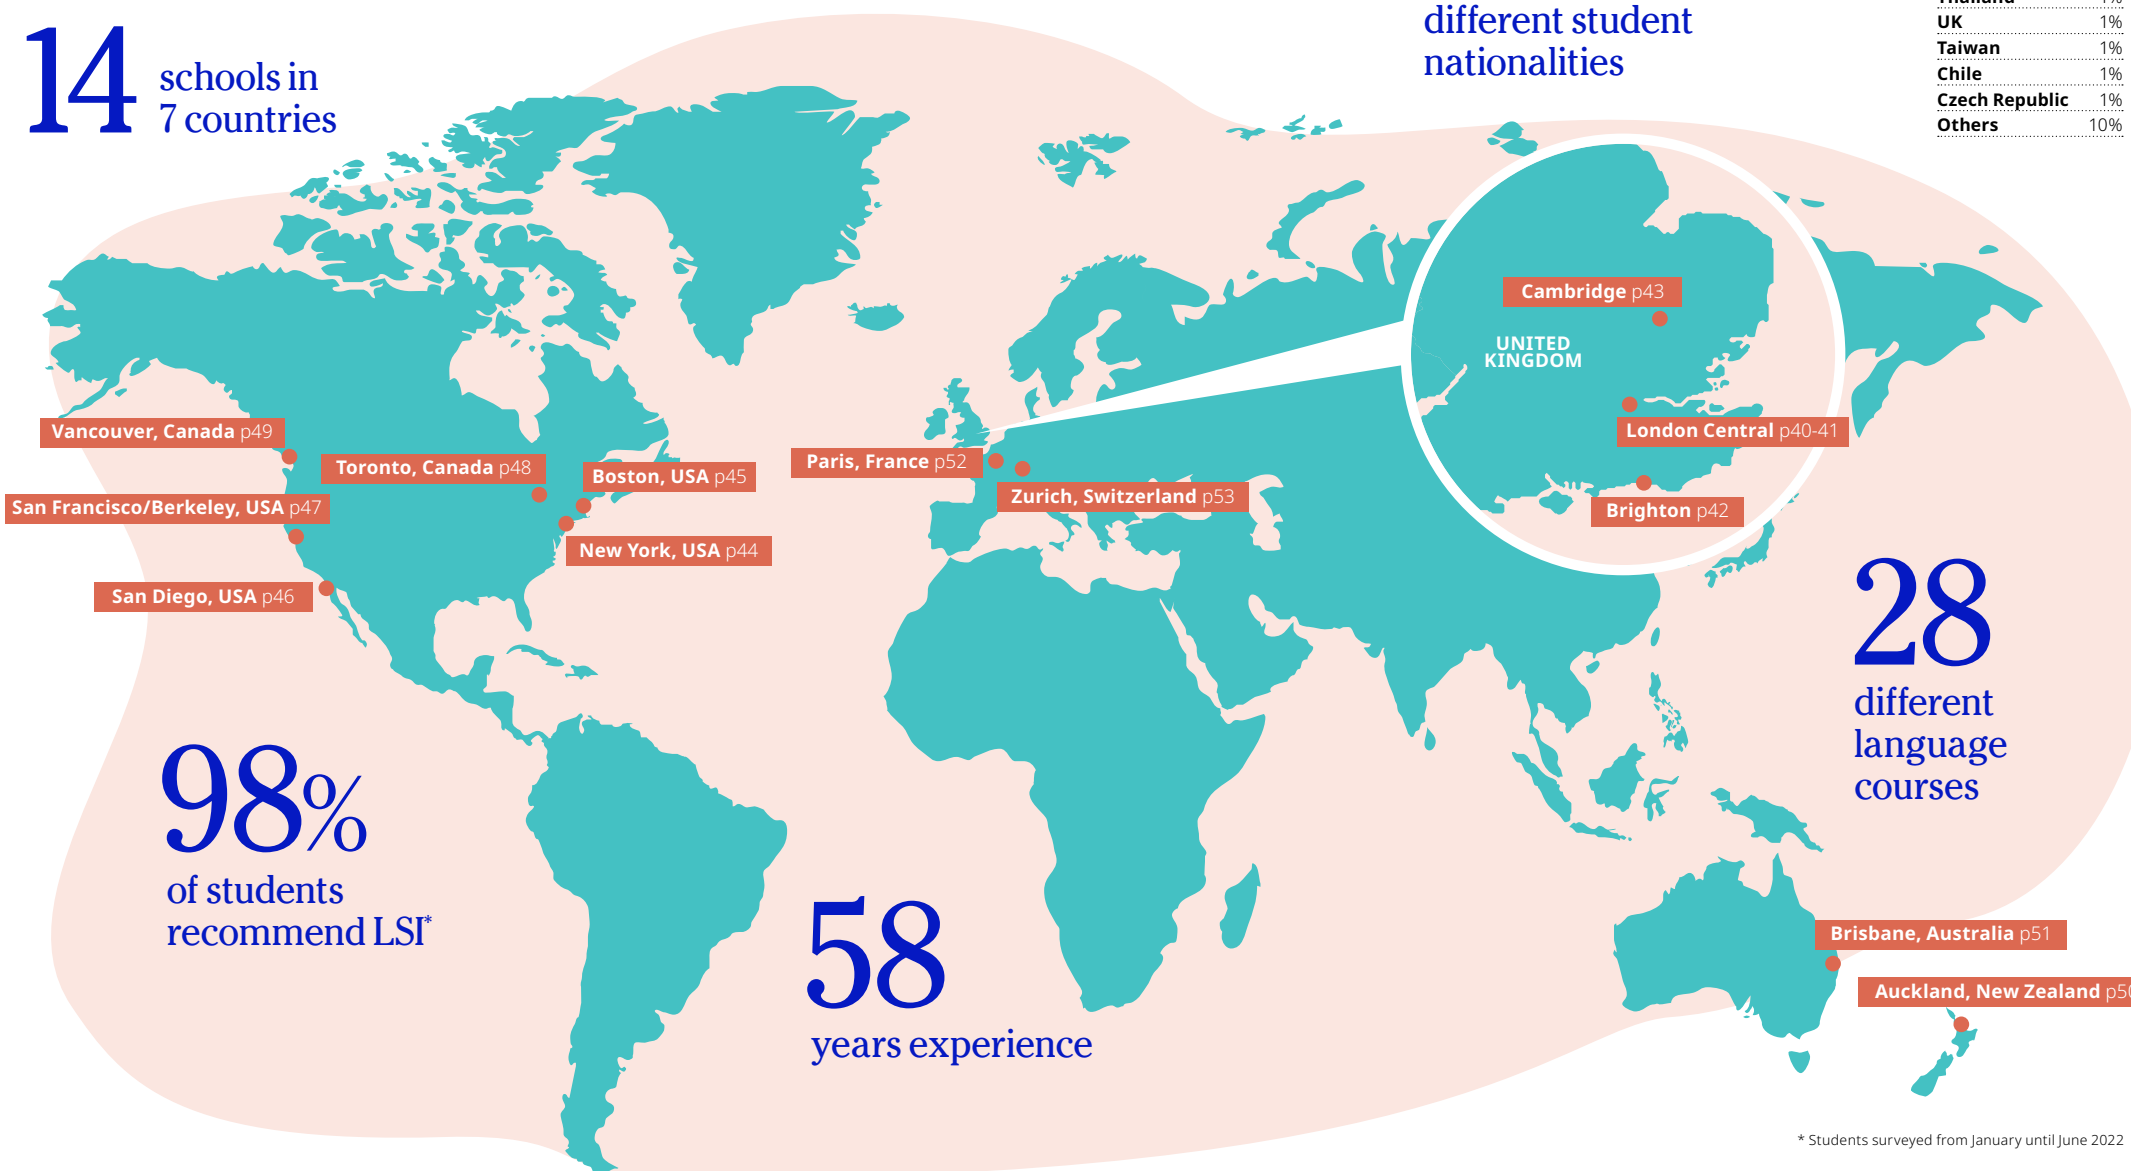 14
schools in
7 countries
different student
nationalities
UK 1%
Taiwan 1%
Chile 1%
Czech Republic 1%
Others 10%
Cambridge p43
UNITED
KINGDOM
London Central p40-41
Brighton p42
Vancouver, Canada p49
Toronto, Canada p48
Boston, USA p45
San Francisco/Berkeley, USA p47
New York, USA p44
San Diego, USA p46
Paris, France p52
Zurich, Switzerland p53
28
different
language
courses
98%
of students
recommend LSI*
58
years experience
Brisbane, Australia p51
Auckland, New Zealand
* Students surveyed from January until June 2022